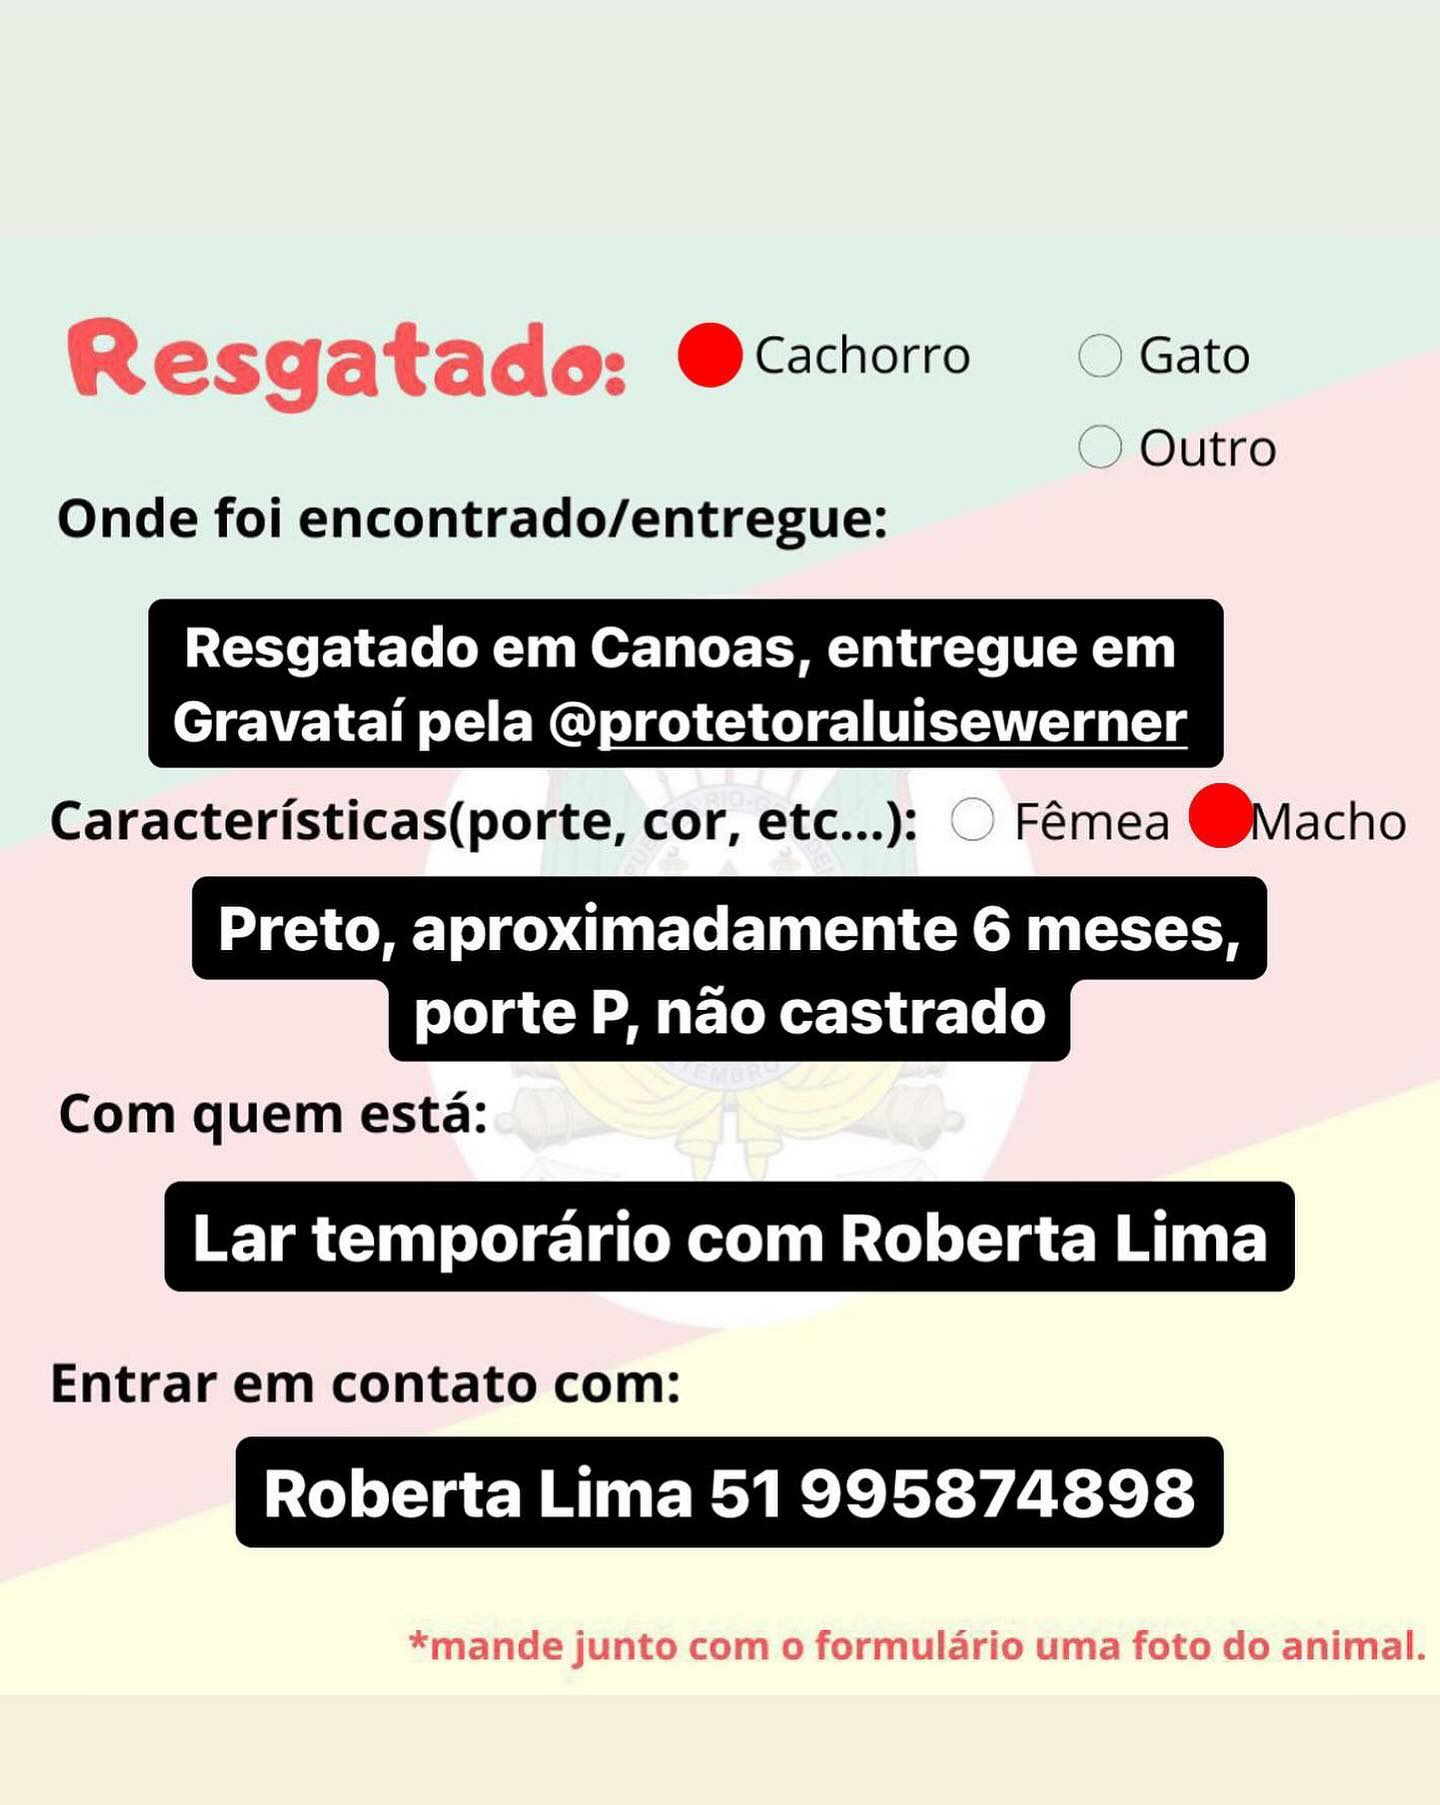 Resgatado: Cachorro Gato
Outro
Onde foi encontrado/entregue:
Resgatado em Canoas, entregue em
Gravataí pela @protetoraluisewerner
Características(porte, cor, etc...): Fêmea Macho
Preto, aproximadamente 6 meses,
porte P, não castrado
Com quem está:
Lar temporário com Roberta Lima
Entrar em contato com:
Roberta Lima 51 995874898
*mande junto com o formulário uma foto do animal.